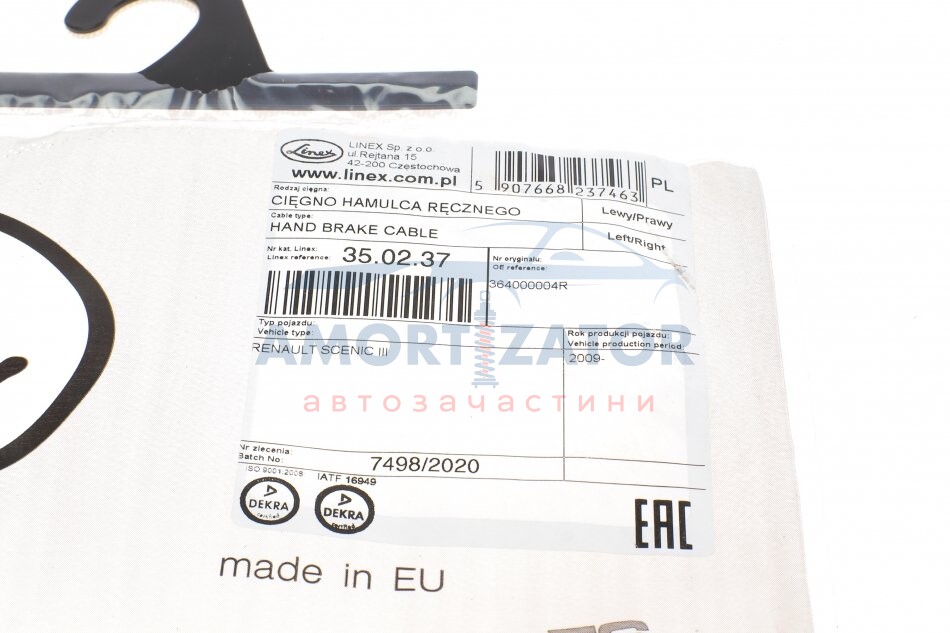 Linex
LINEX Sp. z o.o.
ul.Rejtana 15
42-200 Częstochowa
www.linex.com.pl
5 907668 237463
PL
Rodzaj cięgna:
CIĘGNO HAMULCA RĘCZNEGO
Lewy/Prawy
Cable type:
HAND BRAKE CABLE
Left/Right
Nr kat. Linex:
Linex reference:
35.02.37
Nr oryginału:
OE reference:
364000004R
Typ pojazdu:
Vehicle type:
RENAULT SCENIC III
Rok produkcji pojazdu:
Vehicle production period:
2009-
AMORTIZATOR
автозачастини
Nr zlecenia:
Batch No:
7498/2020
ISO 9001:2008
IATF 16949
DEKRA
DEKRA
EAC
made in EU